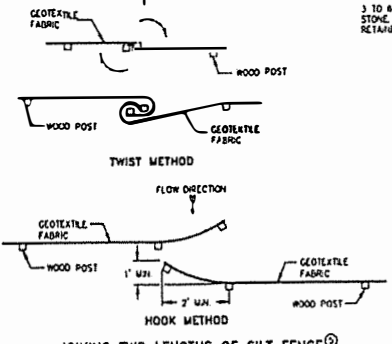 GEOTEXTILE
FABRIC
3 TO 6
STONE,
WOOD POST
WOOD POST
GEOTEXTILE
FABRIC
TWIST METHOD
FLOW DIRECTION
GEOTEXTILE
FABRIC
WOOD POST
1' MIN.
GEOTEXTILE
FABRIC
2' MIN.
WOOD POST
HOOK METHOD
JOINING TWO LENGTHS OF SILT FENCE